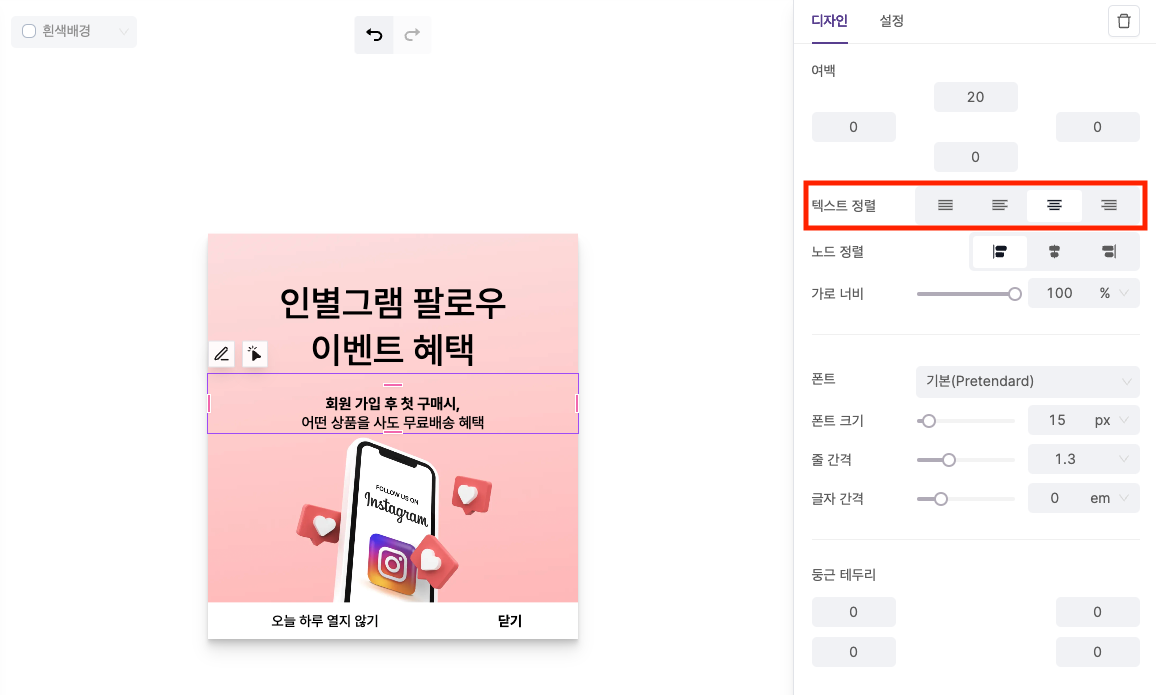 흰색배경
디자인
설정
여백
20
0
0
0
텍스트 정렬
노드 정렬
가로 너비
100
%
폰트
기본(Pretendard)
폰트 크기
15
px
줄 간격
1.3
글자 간격
0
em
둥근 테두리
0
0
0
0
인별그램 팔로우
이벤트 혜택
회원 가입 후 첫 구매시,
어떤 상품을 사도 무료배송 혜택
FOLLOW US ON
Instagram
오늘 하루 열지 않기
닫기